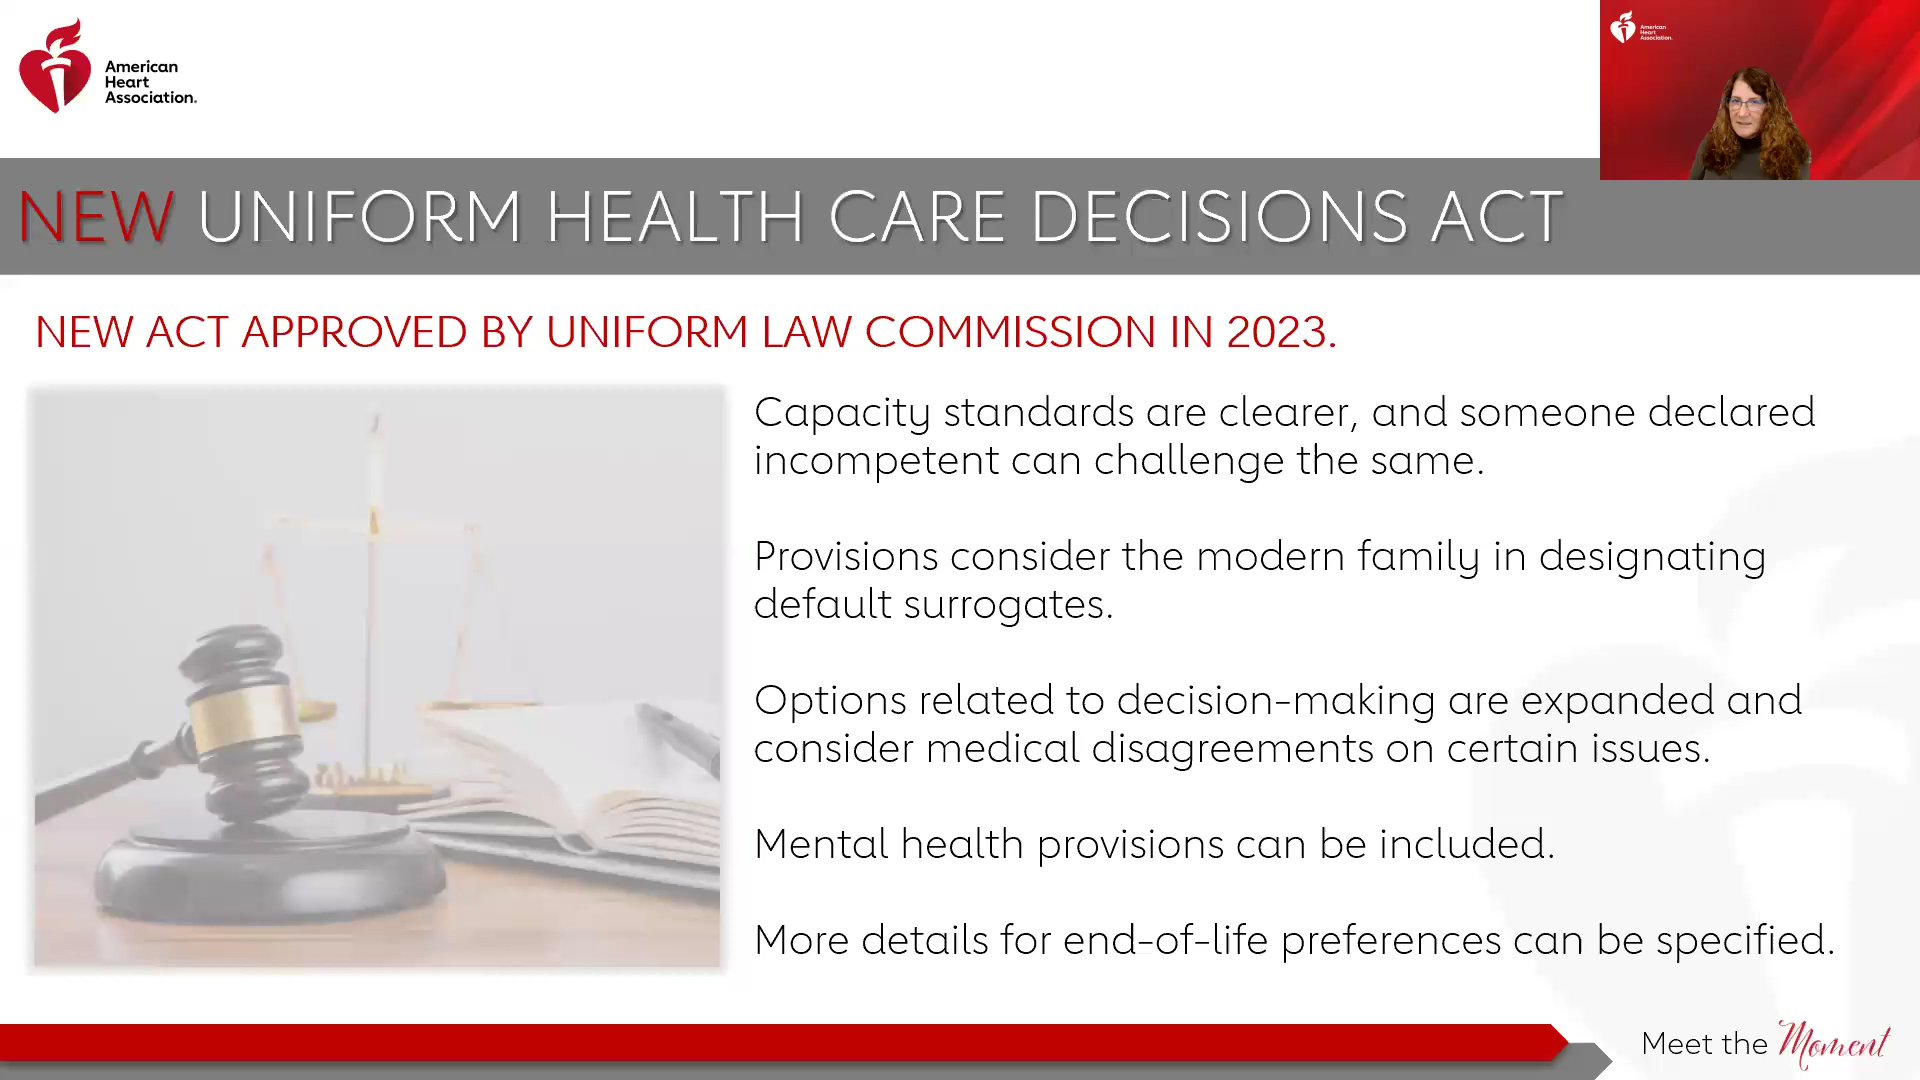 American
Heart
Association.
American
Heart
Association.
NEW UNIFORM HEALTH CARE DECISIONS ACT
NEW ACT APPROVED BY UNIFORM LAW COMMISSION IN 2023.
Capacity standards are clearer, and someone declared
incompetent can challenge the same.
Provisions consider the modern family in designating
default surrogates.
Options related to decision-making are expanded and
consider medical disagreements on certain issues.
Mental health provisions can be included.
More details for end-of-life preferences can be specified.
Meet the Moment